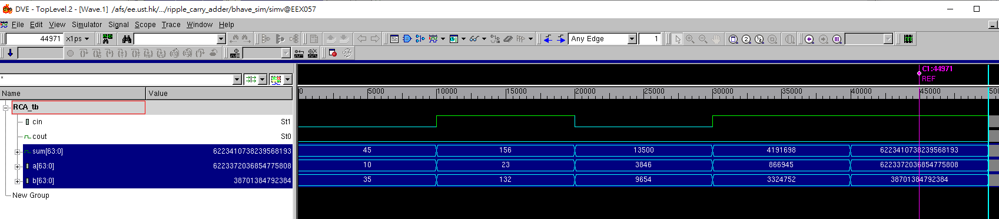 DVE - TopLevel.2 - [Wave.1] /afs/ee.ust.hk/.../ripple_carry_adder/bhave_sim/simv@EEX057
File Edit View Simulator Signal Scope Trace Window Help
44971 x1ps Any Edge 1
*
C1:44971
REF
Name Value
0 5000 10000 15000 20000 25000 30000 35000 40000 45000 500
RCA_tb
cin St1
cout St0
sum[63:0] 6223410738239568193 45 156 13500 4191698 6223410738239568193
a[63:0] 6223372036854775808 10 23 3846 866945 6223372036854775808
b[63:0] 38701384792384 35 132 9654 3324752 38701384792384
New Group